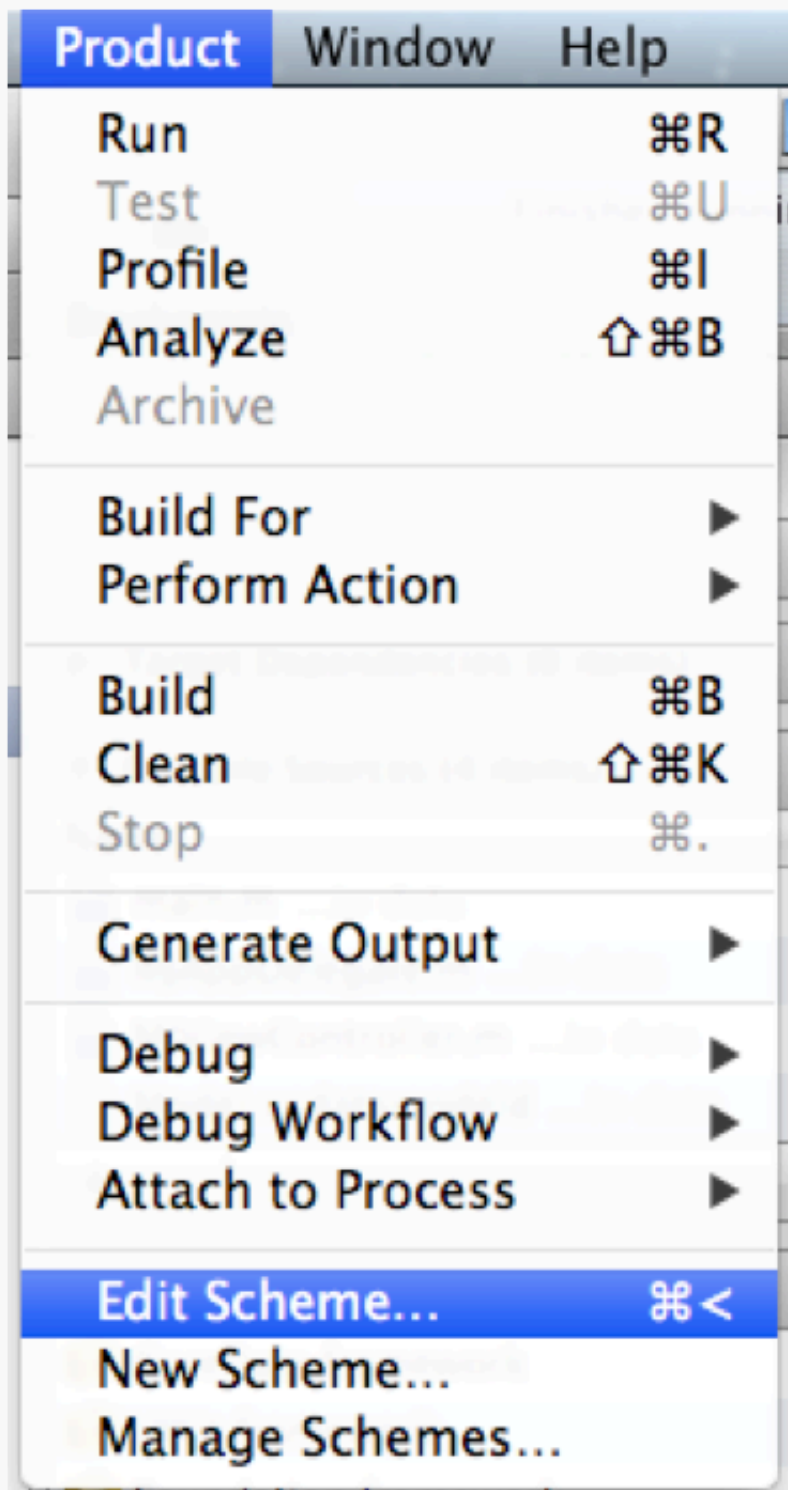 Product Window Help
Run ⌘R
Test ⌘U
Profile ⌘I
Analyze ⇧⌘B
Archive
Build For ▶
Perform Action ▶
Build ⌘B
Clean ⇧⌘K
Stop ⌘.
Generate Output ▶
Debug ▶
Debug Workflow ▶
Attach to Process ▶
Edit Scheme... ⌘<
New Scheme...
Manage Schemes...